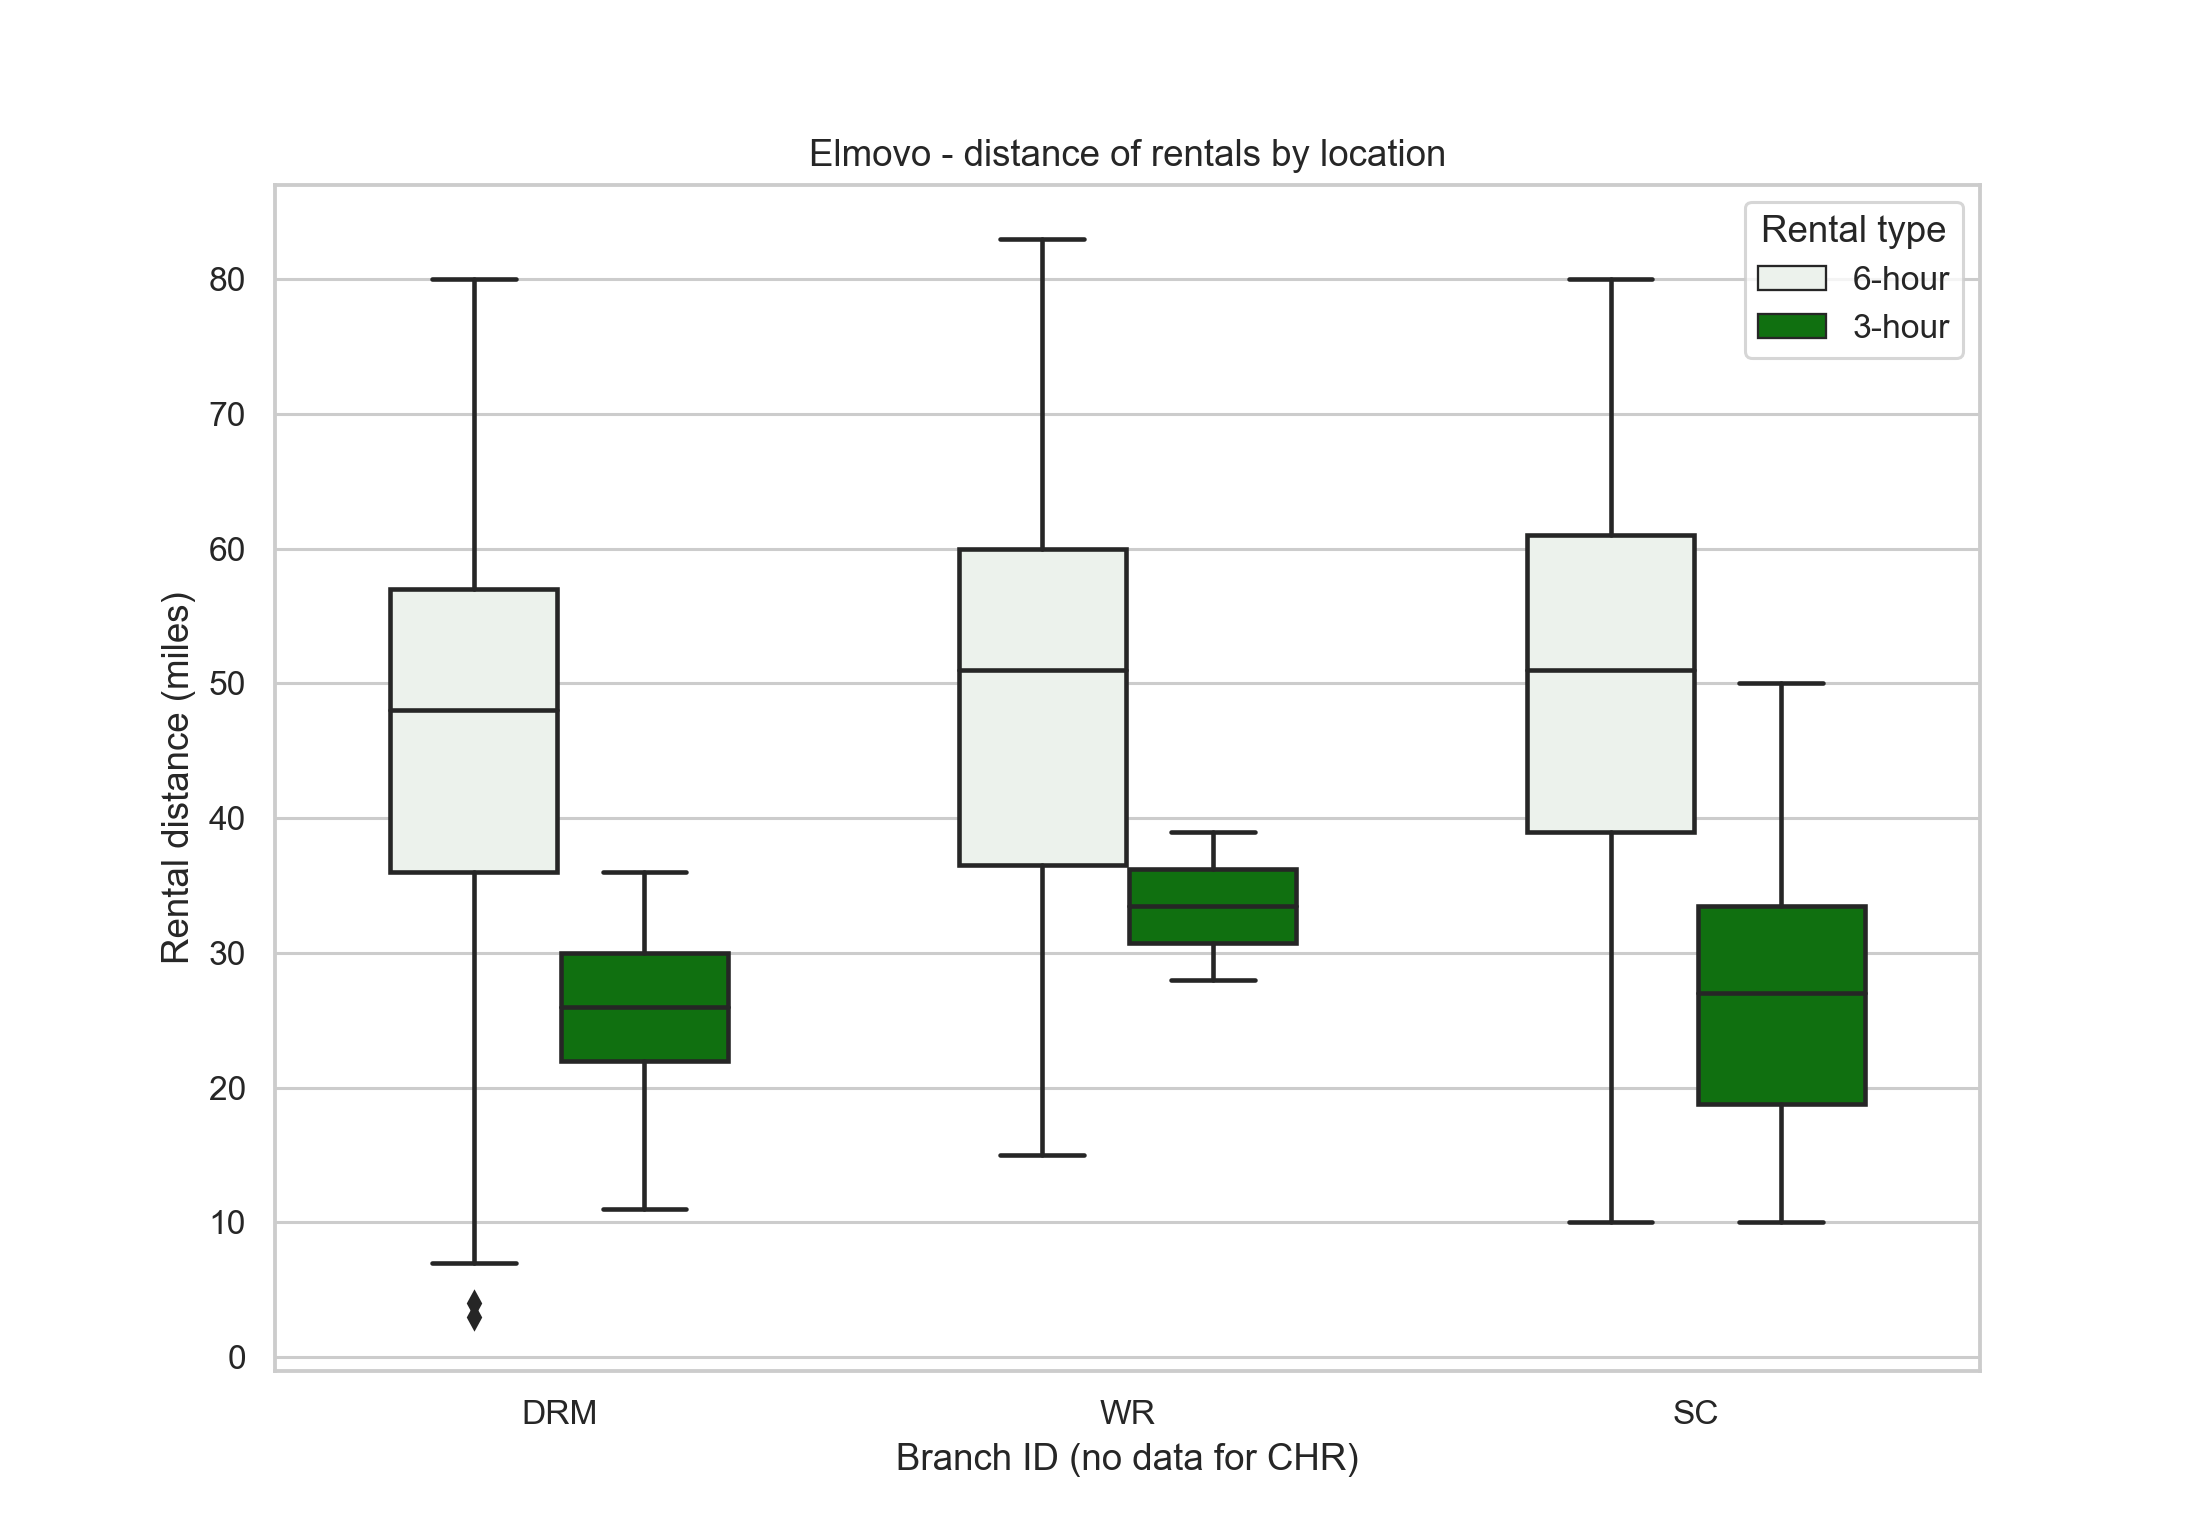 Elmovo - distance of rentals by location
Rental type
6-hour
3-hour
Rental distance (miles)
80
70
60
50
40
30
20
10
0
DRM
WR
SC
Branch ID (no data for CHR)